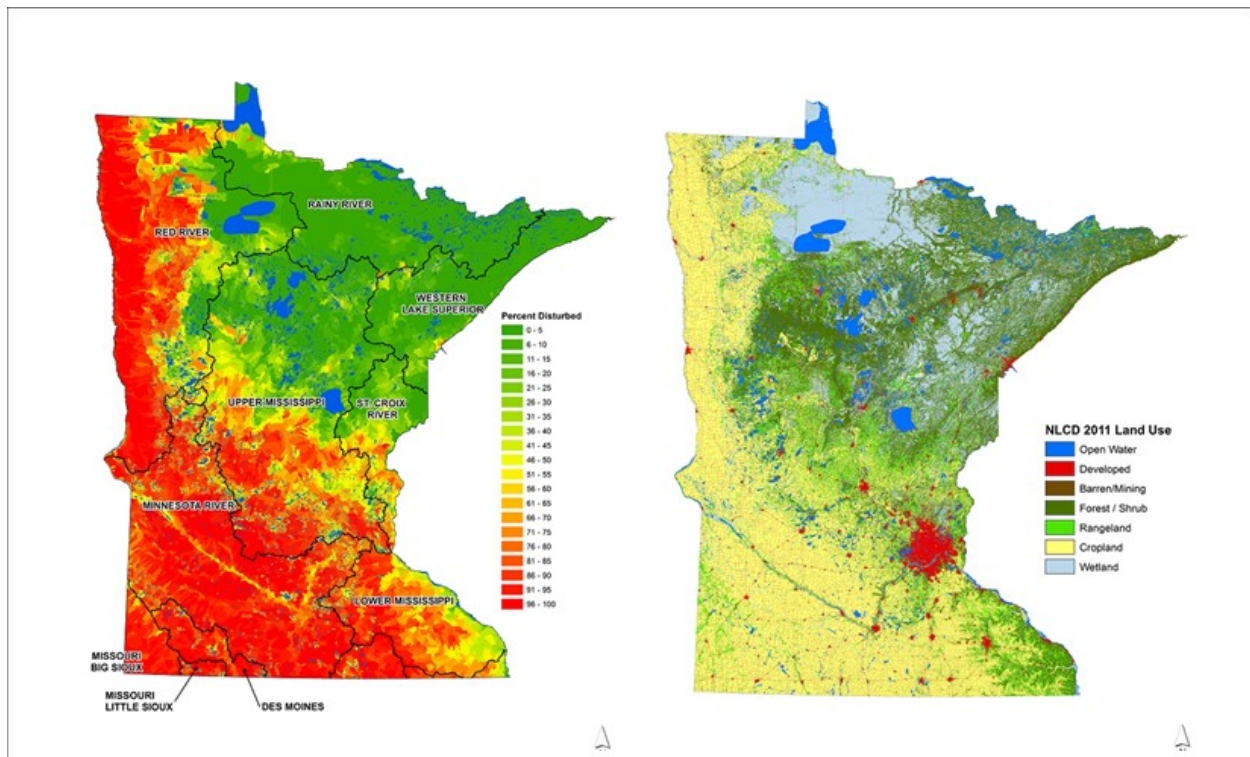 RAINY RIVER
RED RIVER
WESTERN
LAKE SUPERIOR
UPPER MISSISSIPPI
ST. CROIX
RIVER
MINNESOTA RIVER
LOWER MISSISSIPPI
MISSOURI
BIG SIOUX
MISSOURI
LITTLE SIOUX
DES MOINES
Percent Disturbed
0 - 5
6 - 10
11 - 15
16 - 20
21 - 25
26 - 30
31 - 35
36 - 40
41 - 45
46 - 50
51 - 55
56 - 60
61 - 65
66 - 70
71 - 75
76 - 80
81 - 85
86 - 90
91 - 95
96 - 100
NLCD 2011 Land Use
Open Water
Developed
Barren/Mining
Forest / Shrub
Rangeland
Cropland
Wetland